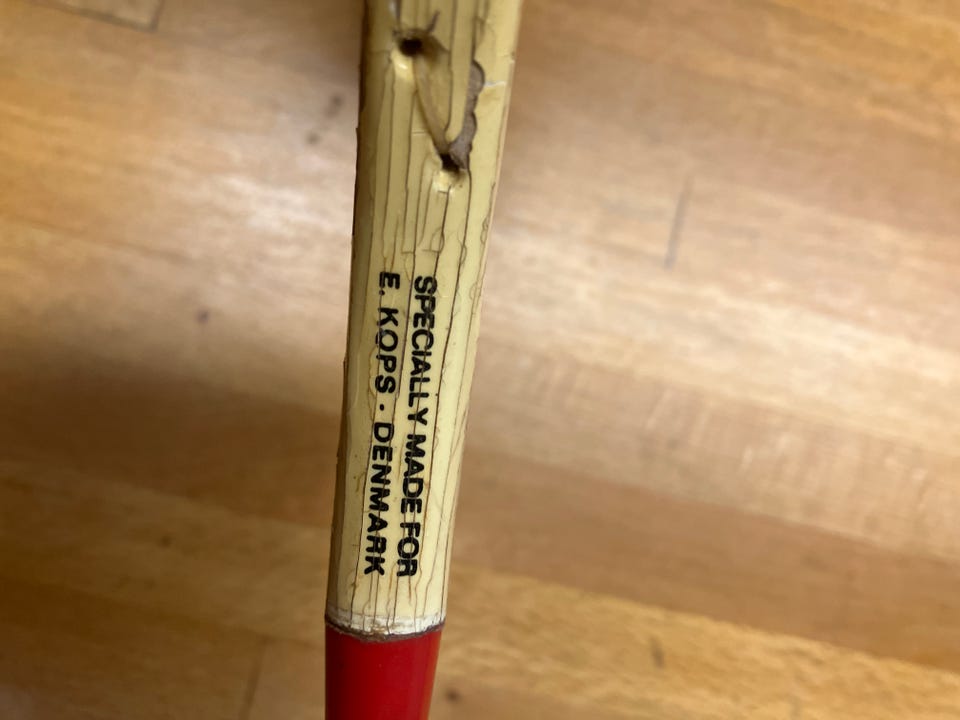 SPECIALLY MADE FOR
E. KOPS · DENMARK